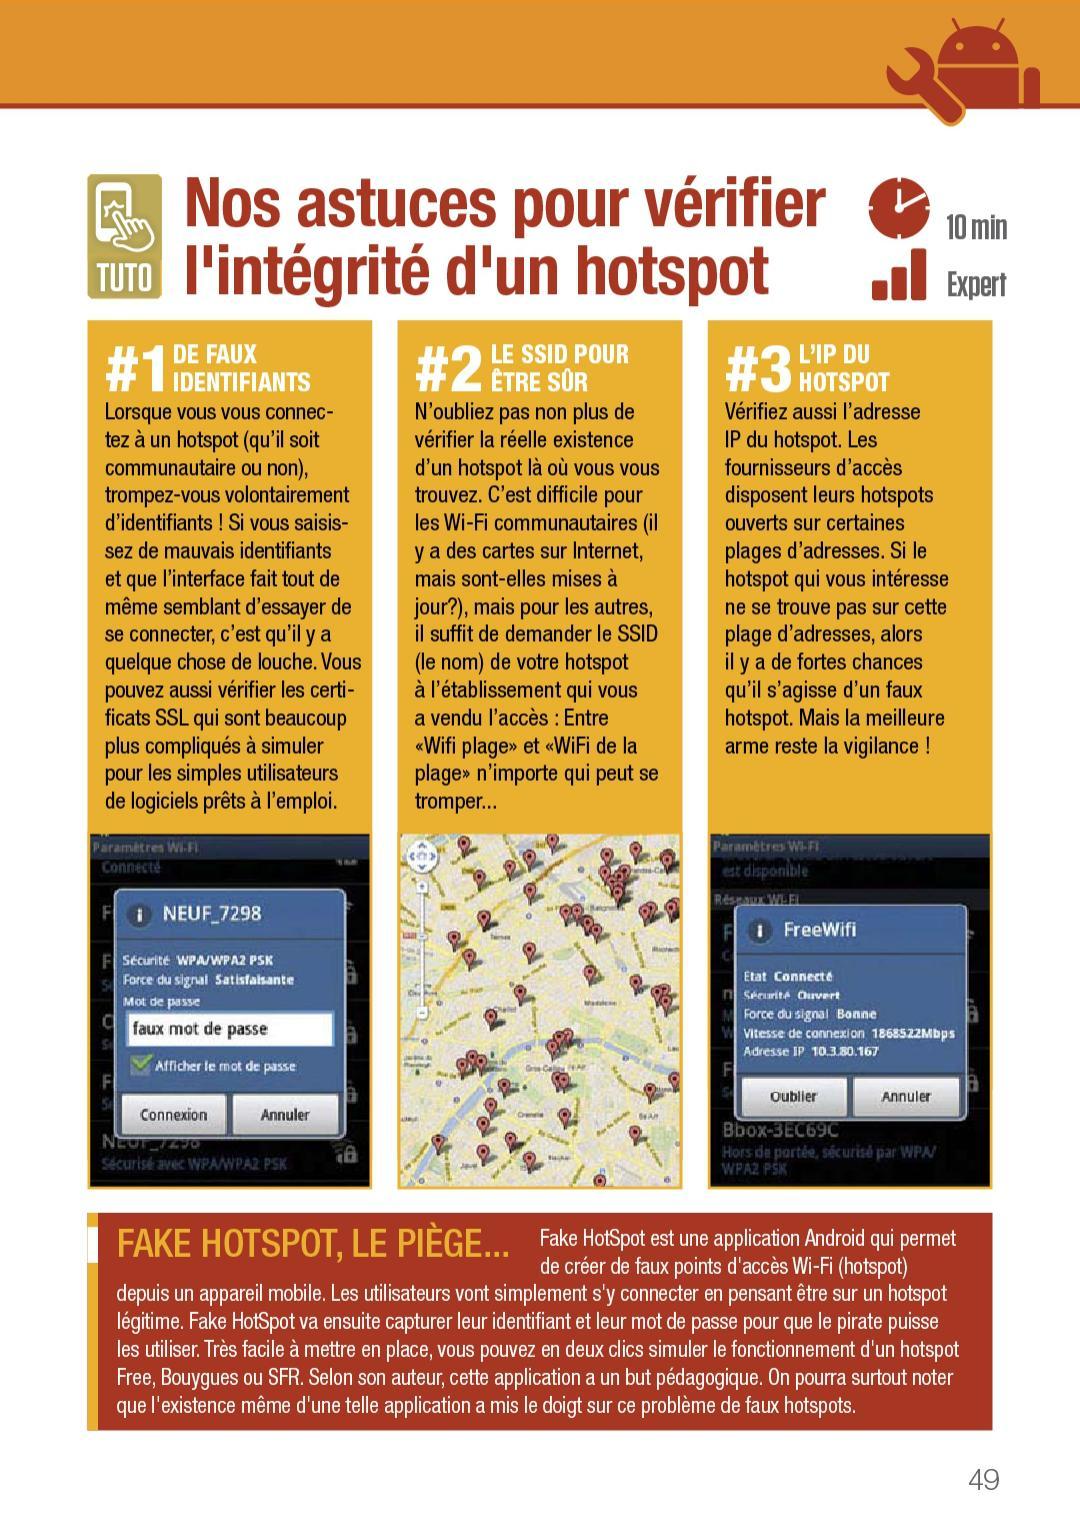 TUTO
Nos astuces pour vérifier
l'intégrité d'un hotspot
10 min
Expert
#1 DE FAUX
IDENTIFIANTS
Lorsque vous vous connec-
tez à un hotspot (qu’il soit
communautaire ou non),
trompez-vous volontairement
d’identifiants ! Si vous saisis-
sez de mauvais identifiants
et que l’interface fait tout de
même semblant d’essayer de
se connecter, c’est qu’il y a
quelque chose de louche. Vous
pouvez aussi vérifier les certi-
ficats SSL qui sont beaucoup
plus compliqués à simuler
pour les simples utilisateurs
de logiciels prêts à l’emploi.
#2 LE SSID POUR
ÊTRE SÛR
N’oubliez pas non plus de
vérifier la réelle existence
d’un hotspot là où vous vous
trouvez. C’est difficile pour
les Wi-Fi communautaires (il
y a des cartes sur Internet,
mais sont-elles mises à
jour?), mais pour les autres,
il suffit de demander le SSID
(le nom) de votre hotspot
à l’établissement qui vous
a vendu l’accès : Entre
«Wifi plage» et «WiFi de la
plage» n’importe qui peut se
tromper...
#3 L’IP DU
HOTSPOT
Vérifiez aussi l’adresse
IP du hotspot. Les
fournisseurs d’accès
disposent leurs hotspots
ouverts sur certaines
plages d’adresses. Si le
hotspot qui vous intéresse
ne se trouve pas sur cette
plage d’adresses, alors
il y a de fortes chances
qu’il s’agisse d’un faux
hotspot. Mais la meilleure
arme reste la vigilance !
Paramètres Wi-Fi
Connecté
NEUF_7298
Sécurité WPA/WPA2 PSK
Force du signal Satisfaisante
Mot de passe
faux mot de passe
Afficher le mot de passe
Connexion Annuler
NEUF_7298
Sécurisé avec WPA/WPA2 PSK
Paramètres Wi-Fi
est disponible
Réseaux Wi-Fi
FreeWifi
Etat Connecté
Sécurité Ouvert
Force du signal Bonne
Vitesse de connexion 1868522Mbps
Adresse IP 10.3.80.167
Oublier Annuler
Bbox-3EC69C
Hors de portée, sécurisé par WPA/
WPA2 PSK
FAKE HOTSPOT, LE PIÈGE...
Fake HotSpot est une application Android qui permet
de créer de faux points d'accès Wi-Fi (hotspot)
depuis un appareil mobile. Les utilisateurs vont simplement s'y connecter en pensant être sur un hotspot
légitime. Fake HotSpot va ensuite capturer leur identifiant et leur mot de passe pour que le pirate puisse
les utiliser. Très facile à mettre en place, vous pouvez en deux clics simuler le fonctionnement d'un hotspot
Free, Bouygues ou SFR. Selon son auteur, cette application a un but pédagogique. On pourra surtout noter
que l'existence même d'une telle application a mis le doigt sur ce problème de faux hotspots.
49